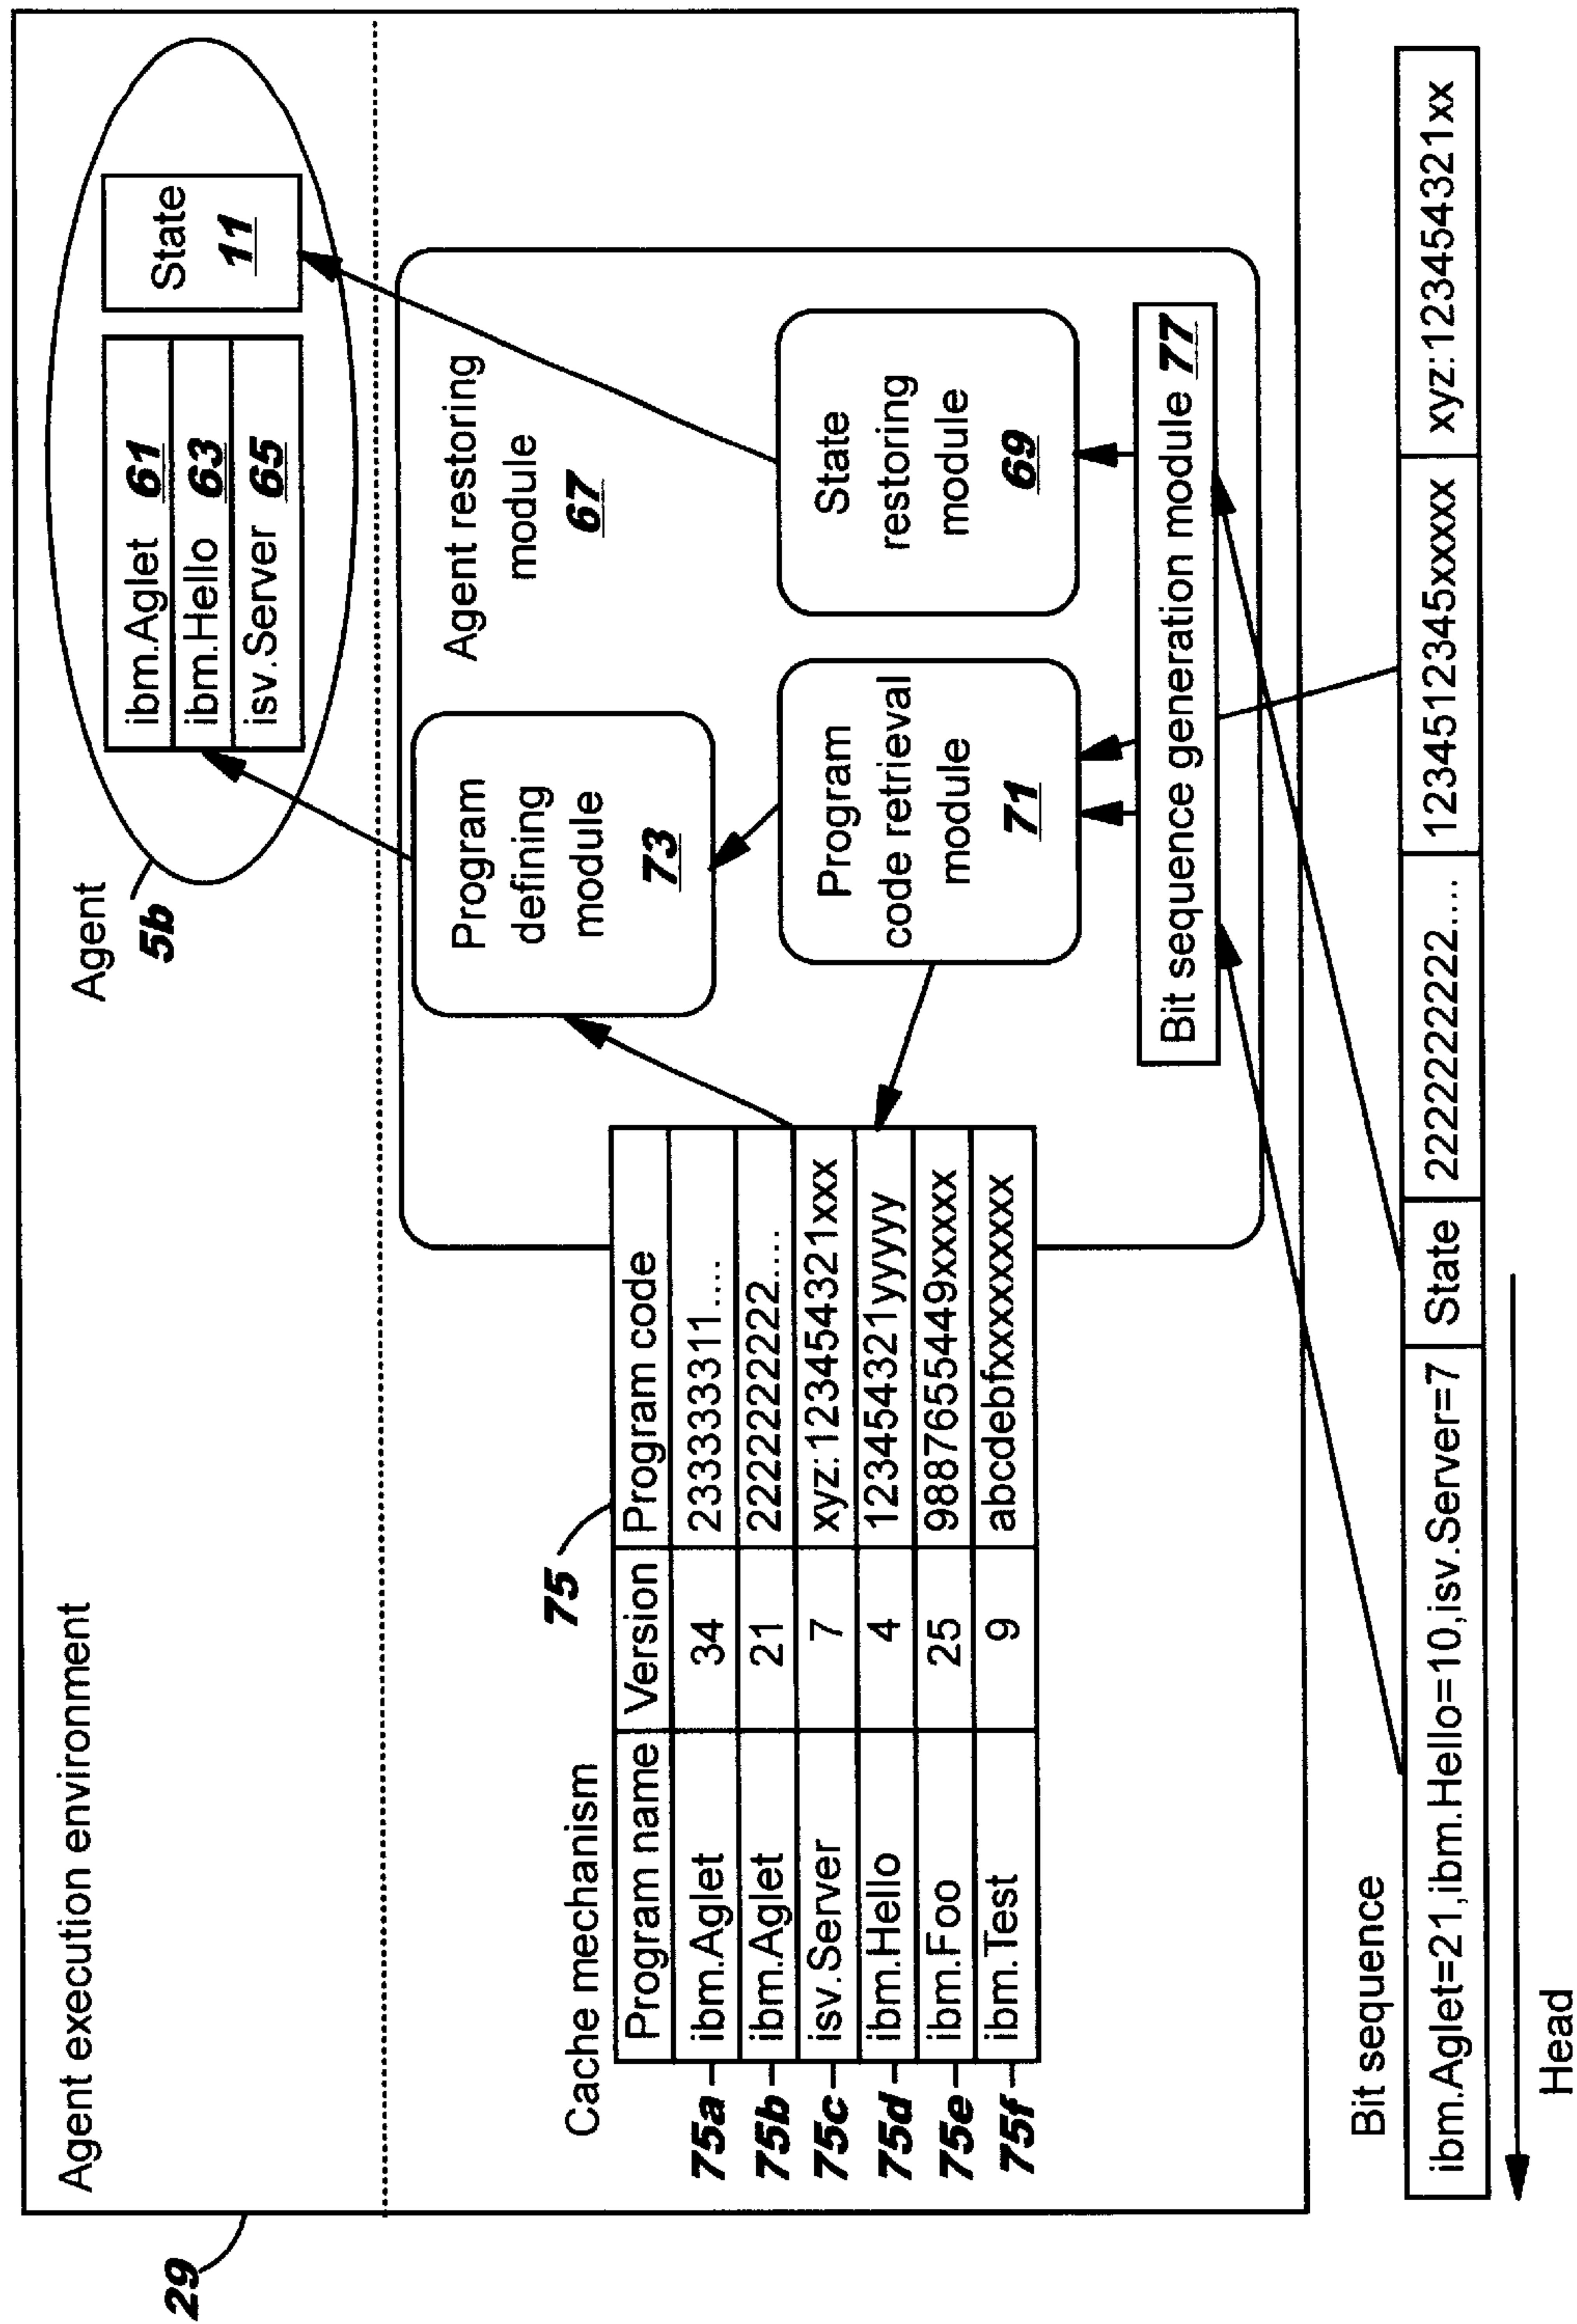 Agent execution environment
29
Agent
5b
ibm.Aglet 61
ibm.Hello 63
isv.Server 65
State
11
Cache mechanism
75
Program name Version Program code
75a ibm.Aglet 34 233333311....
75b ibm.Aglet 21 2222222222....
75c isv.Server 7 xyz:123454321xxx
75d ibm.Hello 4 123454321yyyyy
75e ibm.Foo 25 9887655449xxxxx
75f ibm.Test 9 abcdebfxxxxxxxxx
Agent restoring
module
67
Program
defining
module
73
Program
code retrieval
module
71
State
restoring
module
69
Bit sequence generation module 77
Bit sequence
ibm.Aglet=21,ibm.Hello=10,isv.Server=7 State 2222222222.... 1234512345xxxxx xyz:123454321xx
Head